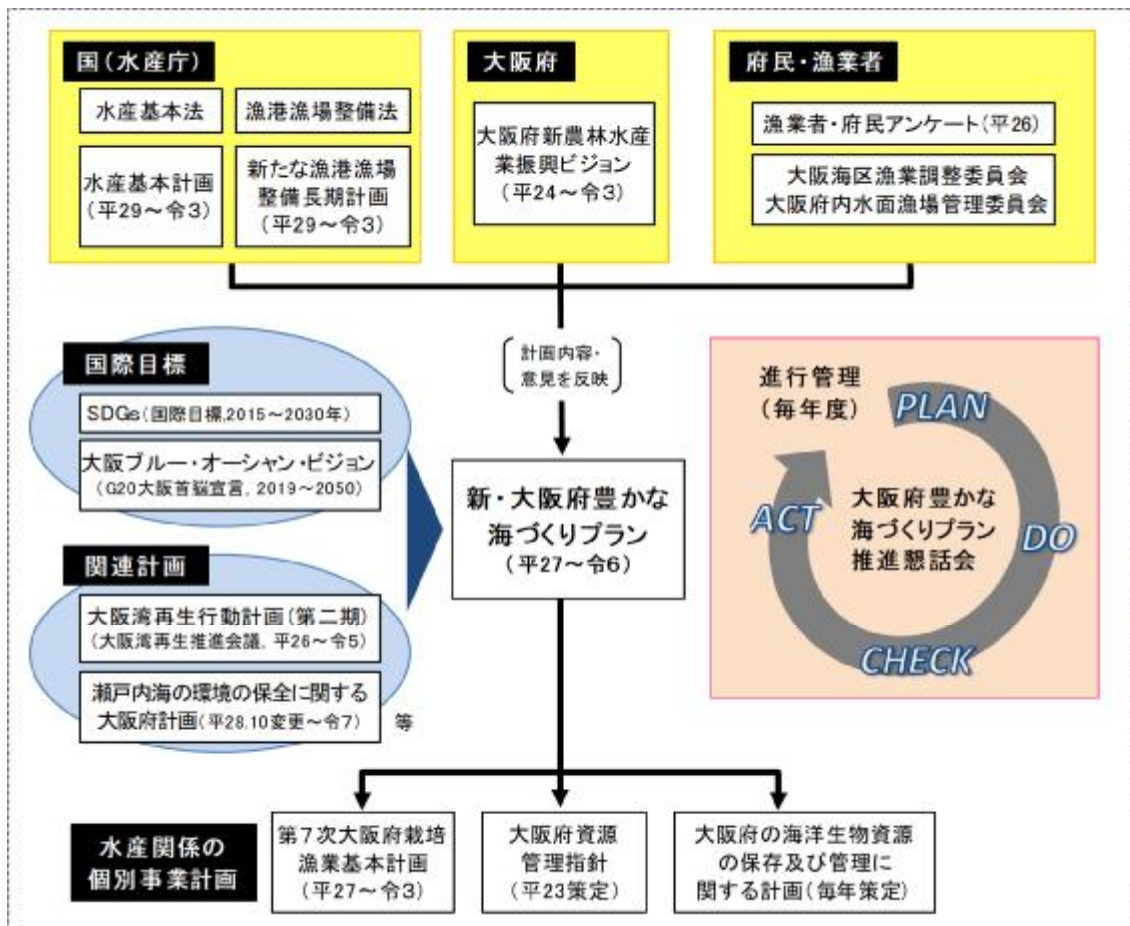 国(水産庁)
水産基本法
漁港漁場整備法
水産基本計画
(平29～令3)
新たな漁港漁場
整備長期計画
(平29～令3)
大阪府
大阪府新農林水産
業振興ビジョン
(平24～令3)
府民・漁業者
漁業者・府民アンケート(平26)
大阪海区漁業調整委員会
大阪府内水面漁場管理委員会
計画内容・
意見を反映
国際目標
SDGs(国際目標,2015～2030年)
大阪ブルー・オーシャン・ビジョン
(G20大阪首脳宣言,2019～2050)
関連計画
大阪湾再生行動計画(第二期)
(大阪湾再生推進会議,平26～令5)
瀬戸内海の環境の保全に関する
大阪府計画(平28.10変更～令7)
等
新・大阪府豊かな
海づくりプラン
(平27～令6)
進行管理
(毎年度)
PLAN
DO
CHECK
ACT
大阪府豊かな
海づくりプラン
推進懇話会
水産関係の
個別事業計画
第7次大阪府栽培
漁業基本計画
(平27～令3)
大阪府資源
管理指針
(平23策定)
大阪府の海洋生物資源
の保存及び管理に
関する計画(毎年策定)